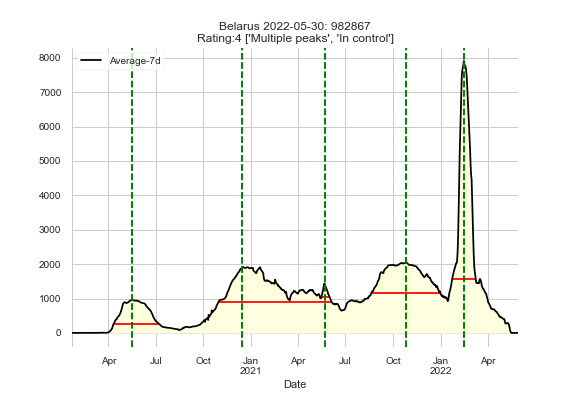 Belarus 2022-05-30: 982867
Rating:4 ['Multiple peaks', 'In control']
Average-7d
8000
7000
6000
5000
4000
3000
2000
1000
0
Apr Jul Oct Jan Apr Jul Oct Jan Apr
2021 2022
Date